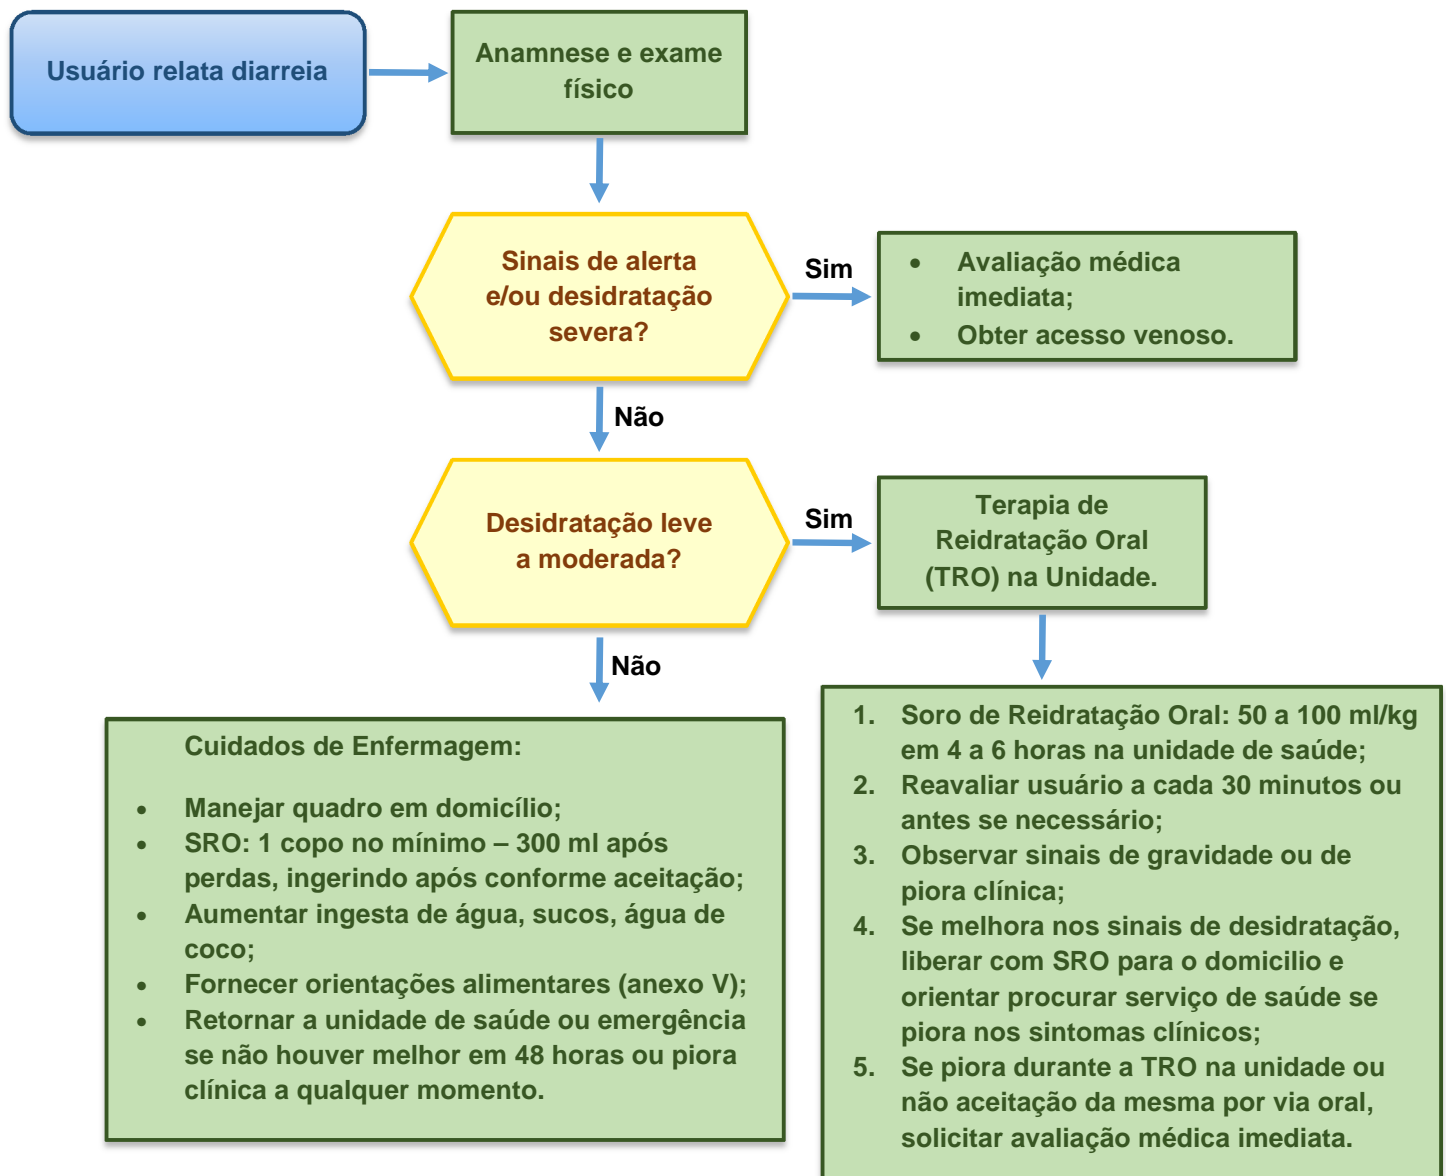 Usuário relata diarreia
Anamnese e exame
físico
Sinais de alerta
e/ou desidratação
severa?
Sim
• Avaliação médica
imediata;
• Obter acesso venoso.
Não
Desidratação leve
a moderada?
Sim
Terapia de
Reidratação Oral
(TRO) na Unidade.
Não
Cuidados de Enfermagem:
• Manejar quadro em domicílio;
• SRO: 1 copo no mínimo – 300 ml após
perdas, ingerindo após conforme aceitação;
• Aumentar ingesta de água, sucos, água de
coco;
• Fornecer orientações alimentares (anexo V);
• Retornar a unidade de saúde ou emergência
se não houver melhor em 48 horas ou piora
clínica a qualquer momento.
1. Soro de Reidratação Oral: 50 a 100 ml/kg
em 4 a 6 horas na unidade de saúde;
2. Reavaliar usuário a cada 30 minutos ou
antes se necessário;
3. Observar sinais de gravidade ou de
piora clínica;
4. Se melhora nos sinais de desidratação,
liberar com SRO para o domicilio e
orientar procurar serviço de saúde se
piora nos sintomas clínicos;
5. Se piora durante a TRO na unidade ou
não aceitação da mesma por via oral,
solicitar avaliação médica imediata.